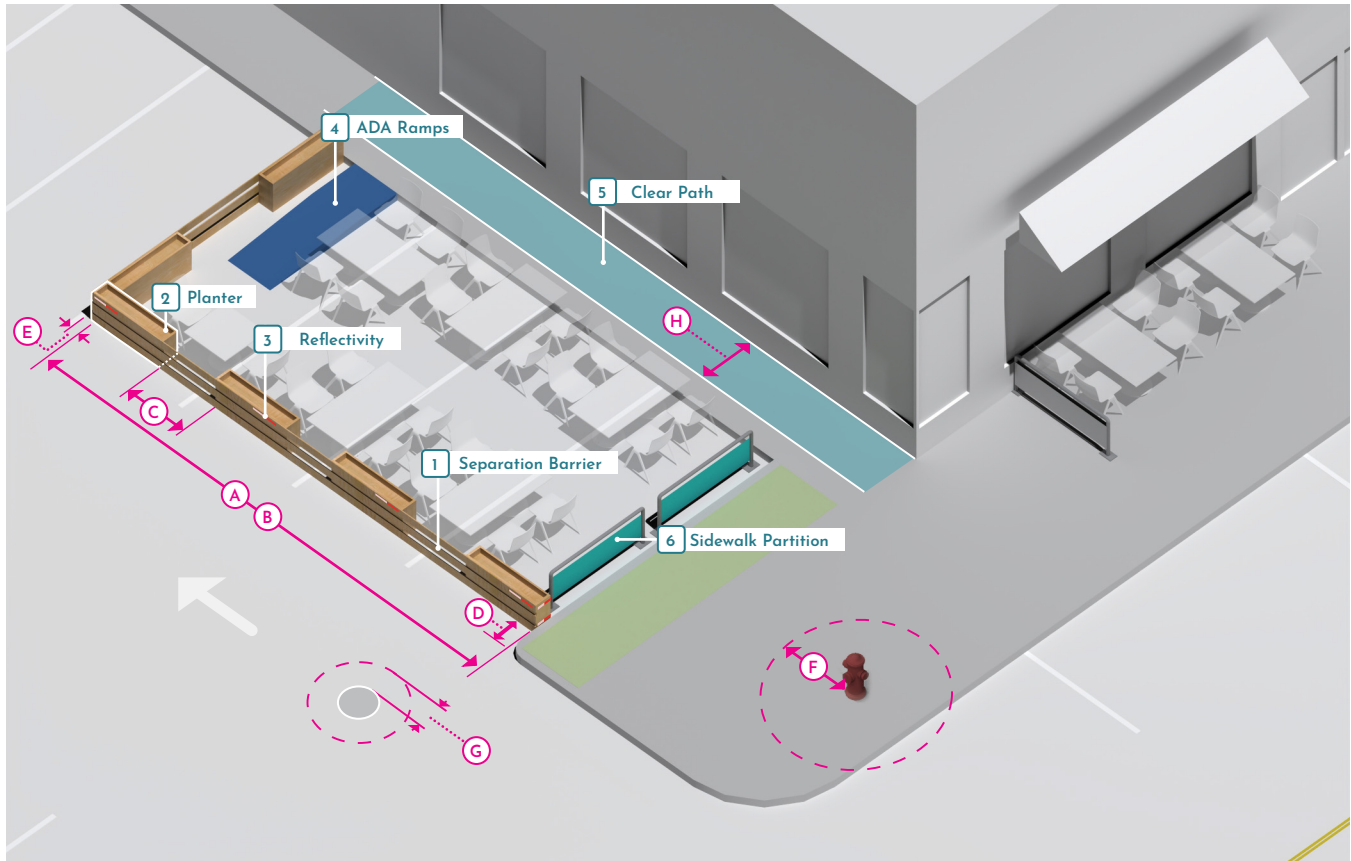 4 ADA Ramps
5 Clear Path
2 Planter
H
E
3 Reflectivity
C
1 Separation Barrier
A
B
6 Sidewalk Partition
D
F
G